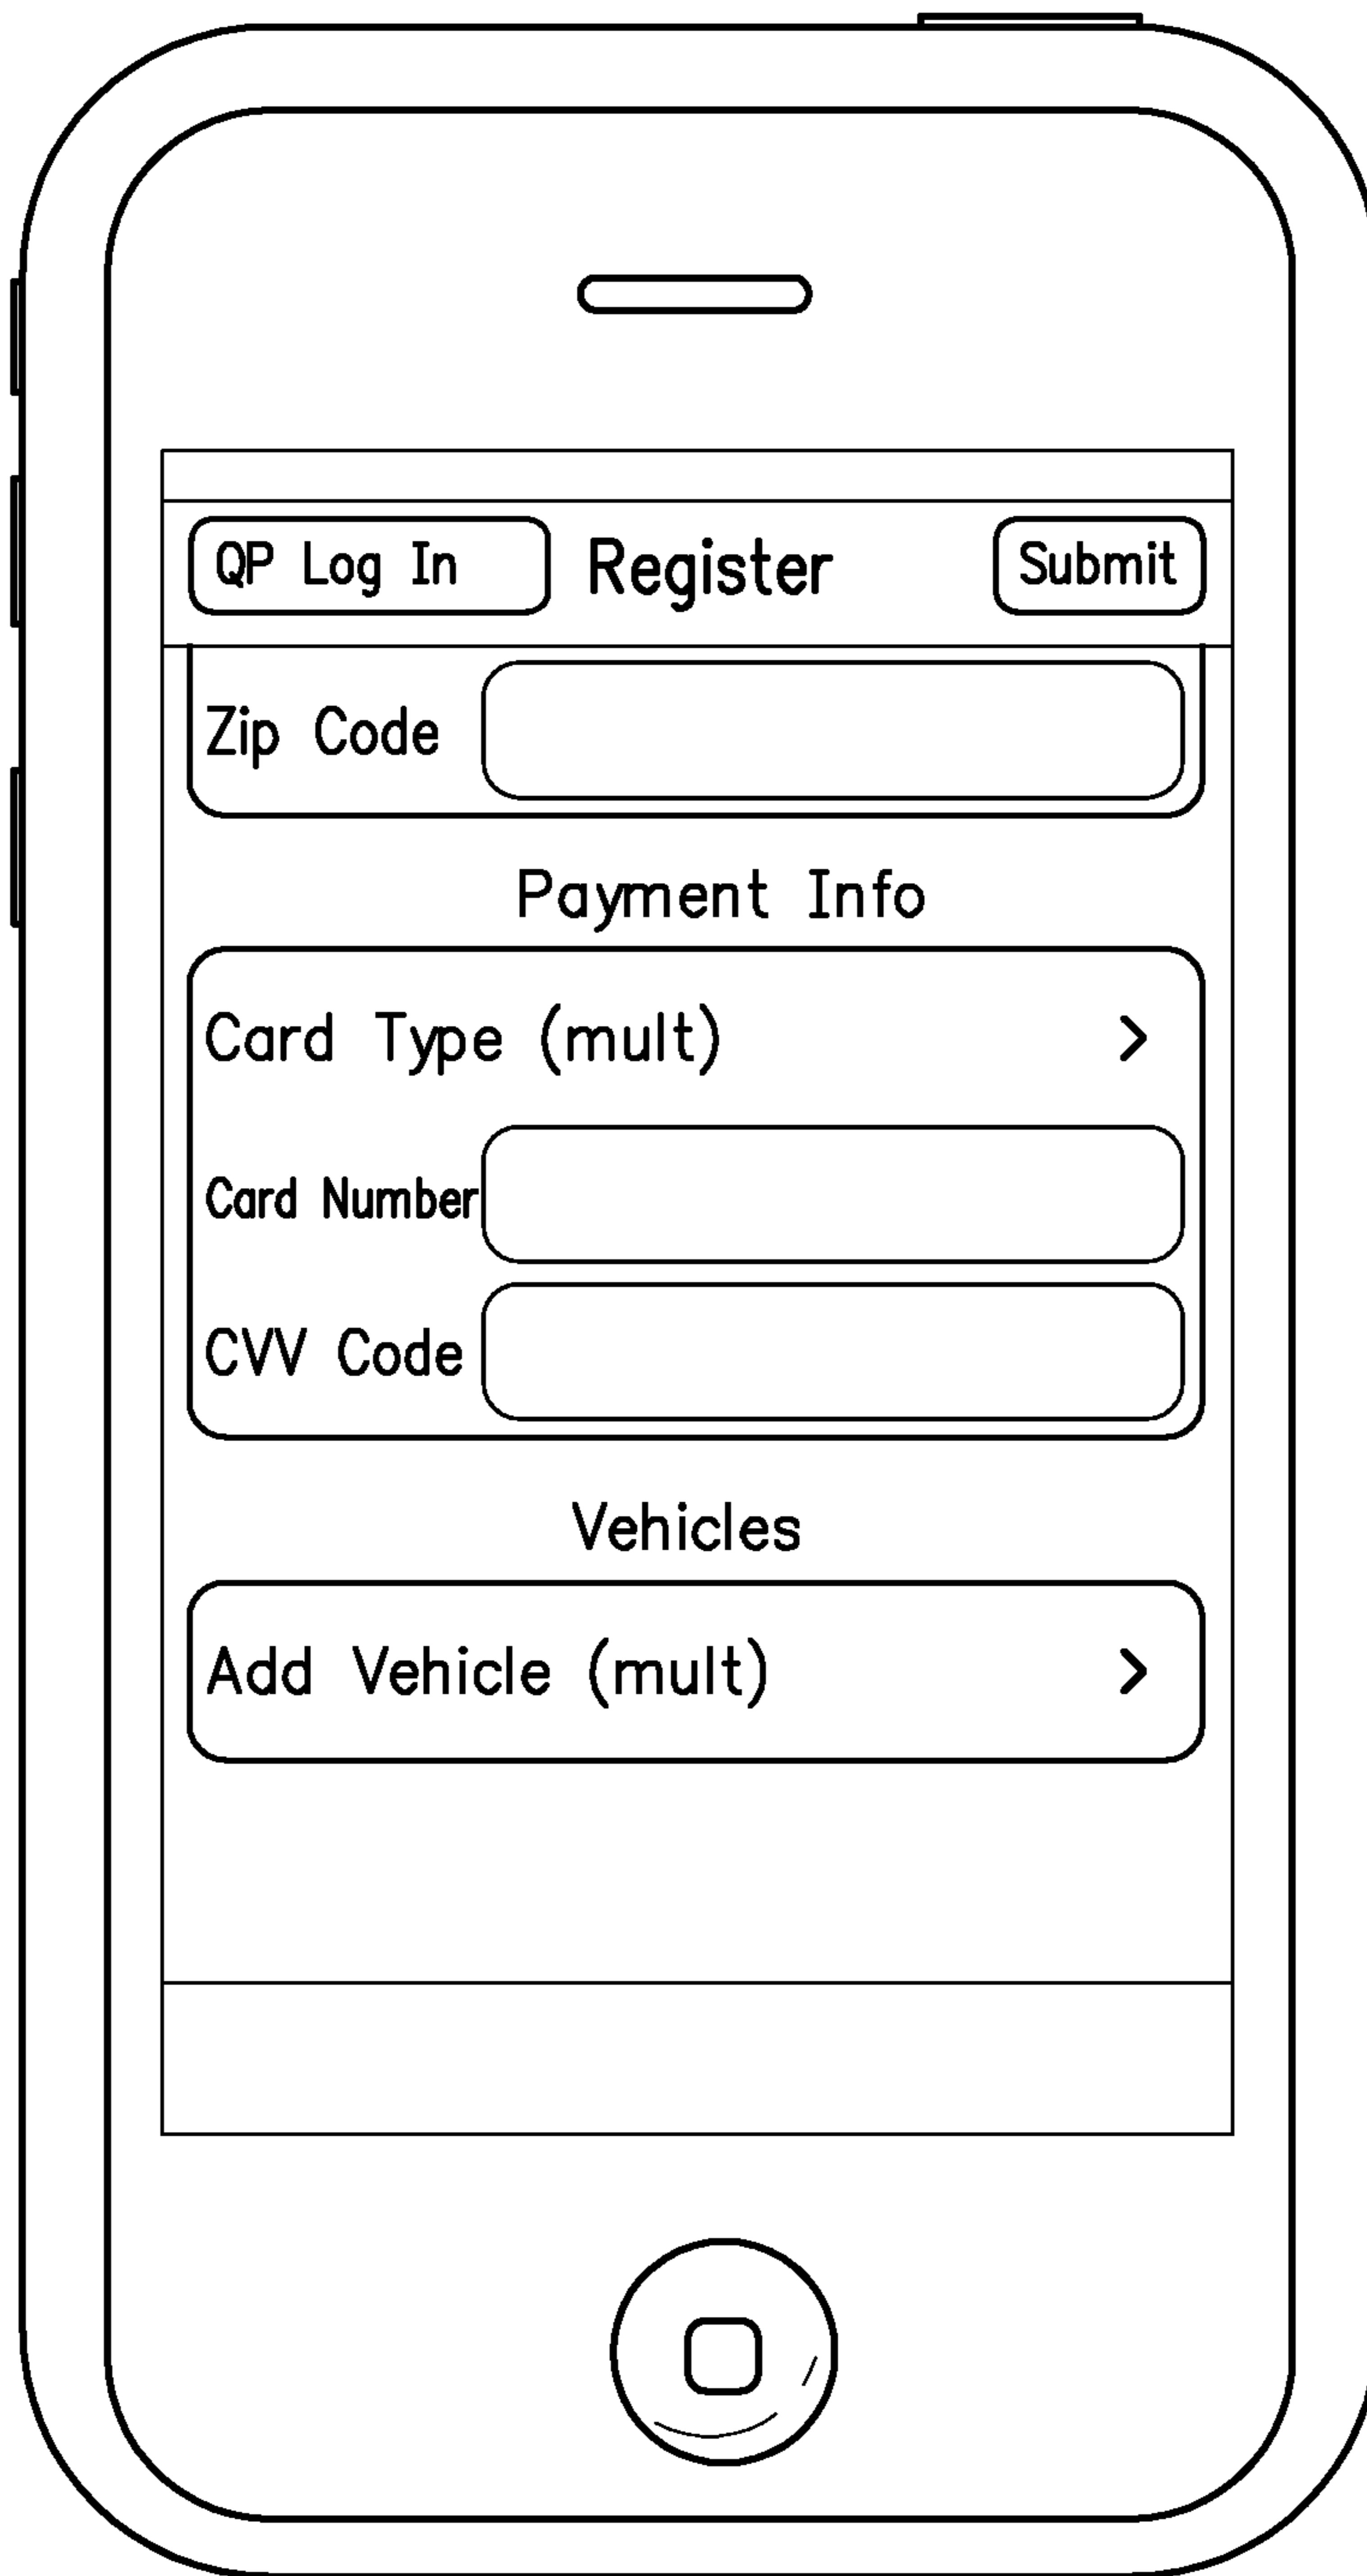 QP Log In Register Submit
Zip Code
Payment Info
Card Type (mult) >
Card Number
CVV Code
Vehicles
Add Vehicle (mult) >